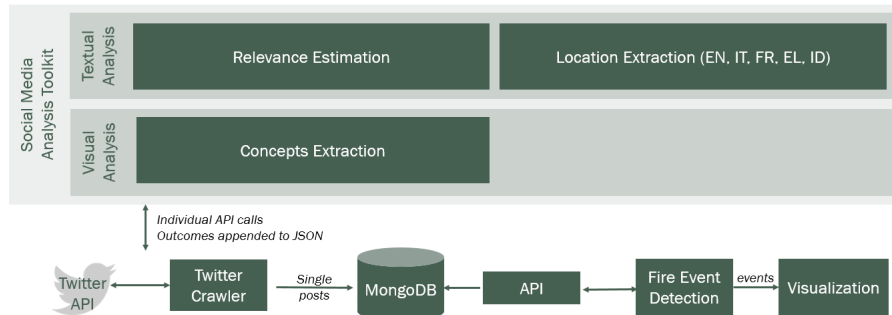 Social Media
Analysis Toolkit
Textual
Analysis
Relevance Estimation
Location Extraction (EN, IT, FR, EL, ID)
Visual
Analysis
Concepts Extraction
Individual API calls
Outcomes appended to JSON
Twitter
API
Twitter
Crawler
Single
posts
MongoDB
API
Fire Event
Detection
events
Visualization